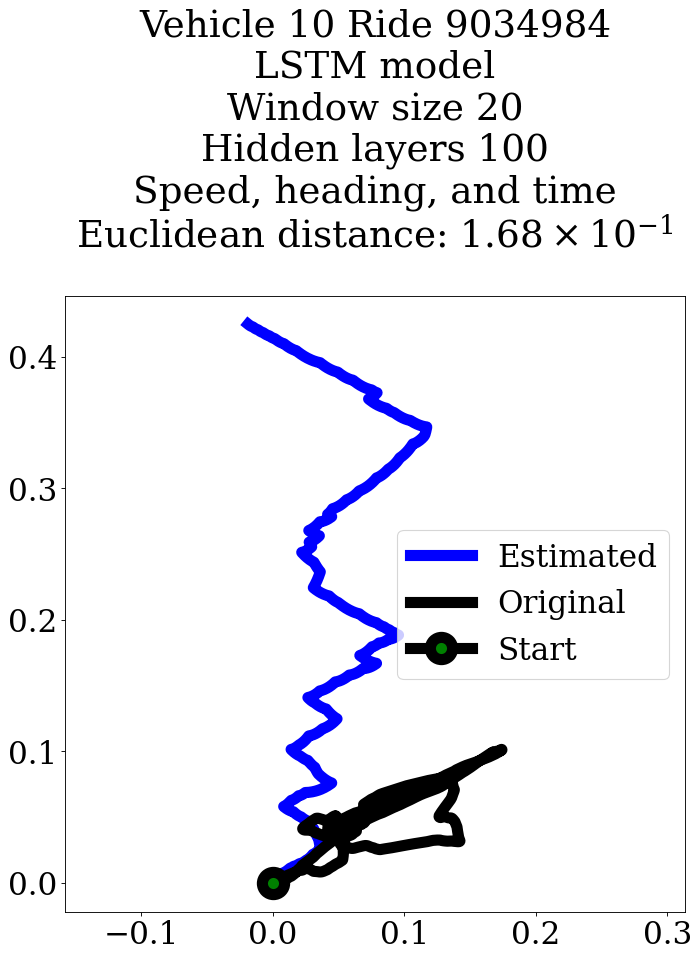 Vehicle 10 Ride 9034984
LSTM model
Window size 20
Hidden layers 100
Speed, heading, and time
Euclidean distance: 1.68 × 10⁻¹
0.4
0.3
Estimated
Original
0.2
Start
0.1
0.0
−0.1 0.0 0.1 0.2 0.3